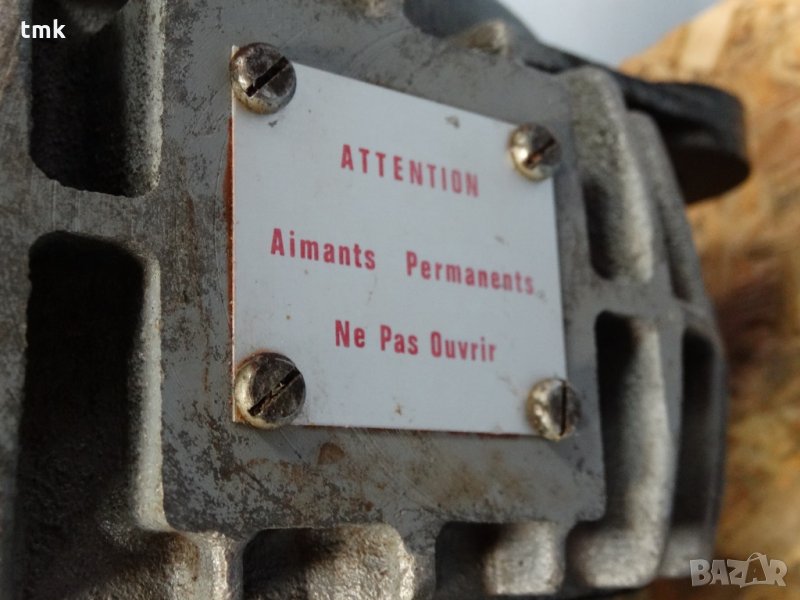 tmk
ATTENTION
Aimants Permanents
Ne Pas Ouvrir
BAZAR